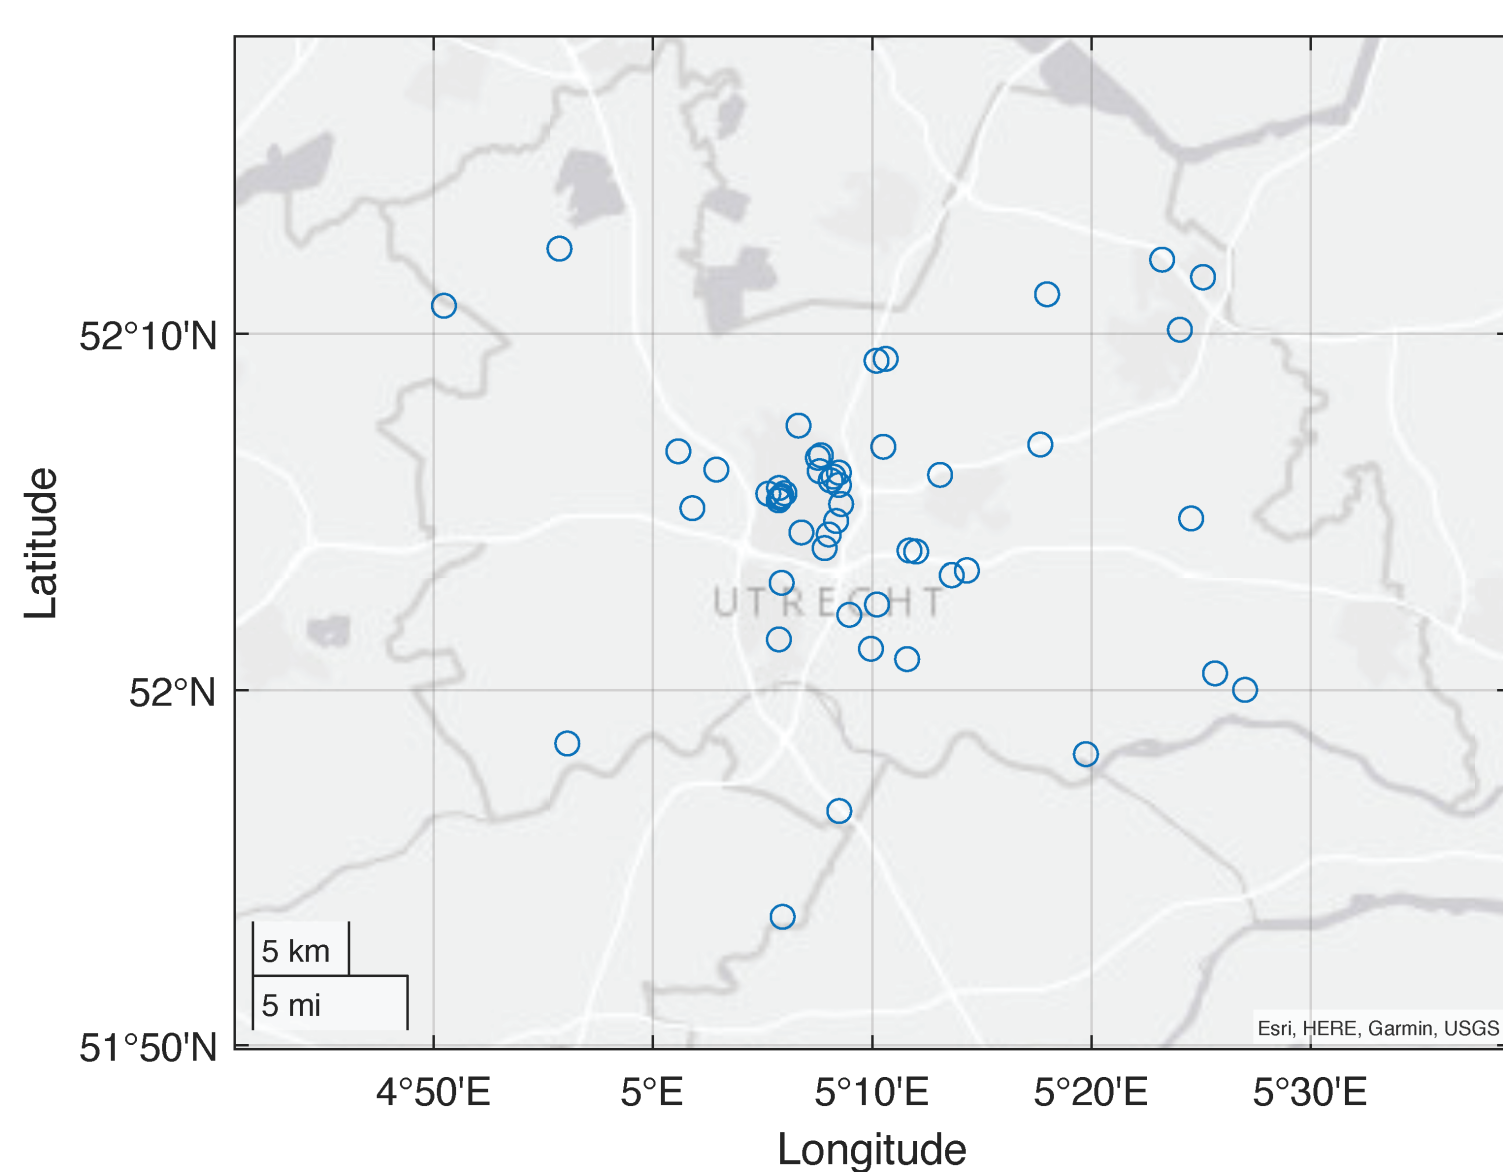 52°10'N
52°N
51°50'N
Latitude
UTRECHT
5 km
5 mi
Esri, HERE, Garmin, USGS
4°50'E
5°E
5°10'E
5°20'E
5°30'E
Longitude